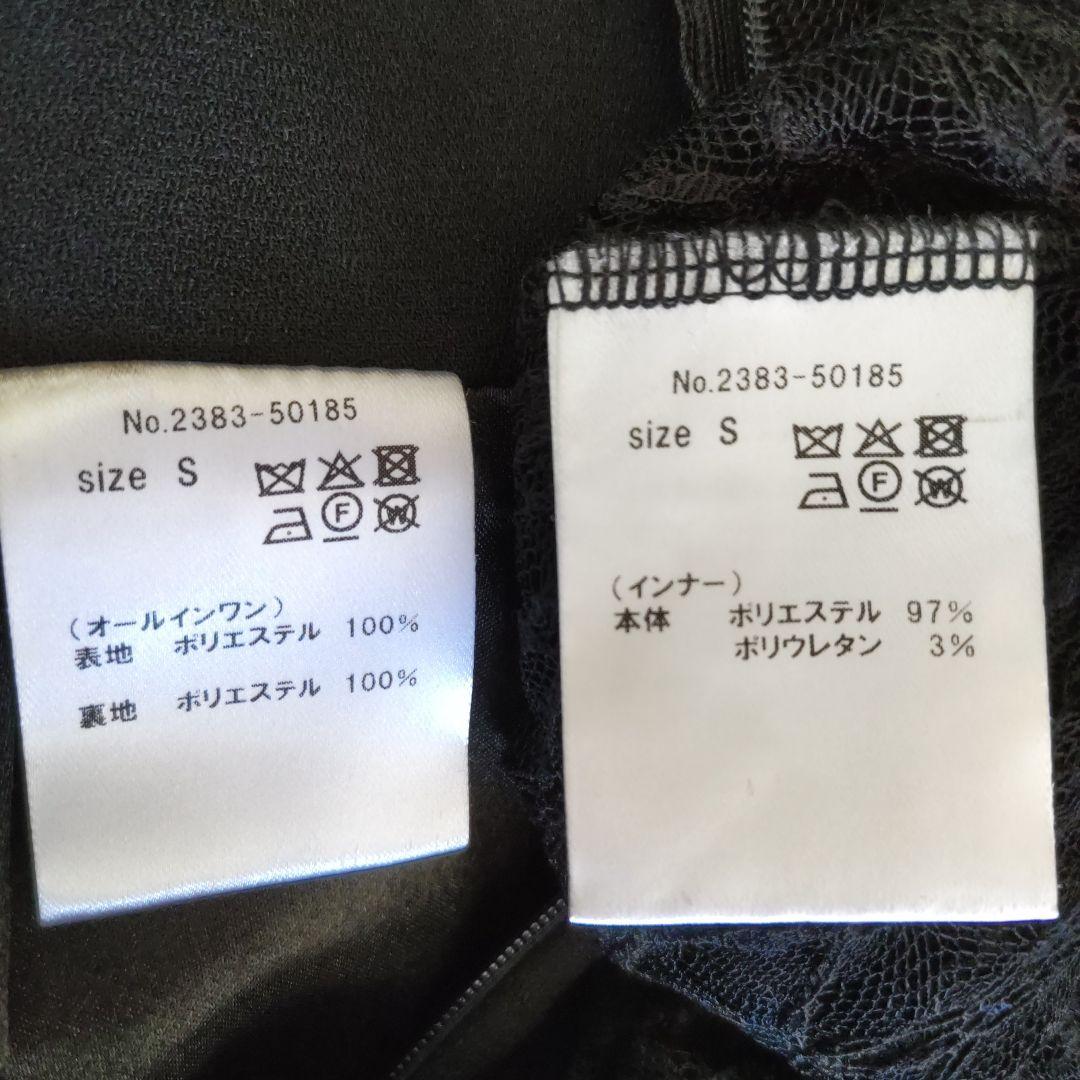 No.2383-50185
size S
F
W
(オールインワン)
表地 ポリエステル 100%
裏地 ポリエステル 100%
No.2383-50185
size S
F
W
(インナー)
本体 ポリエステル 97%
ポリウレタン 3%